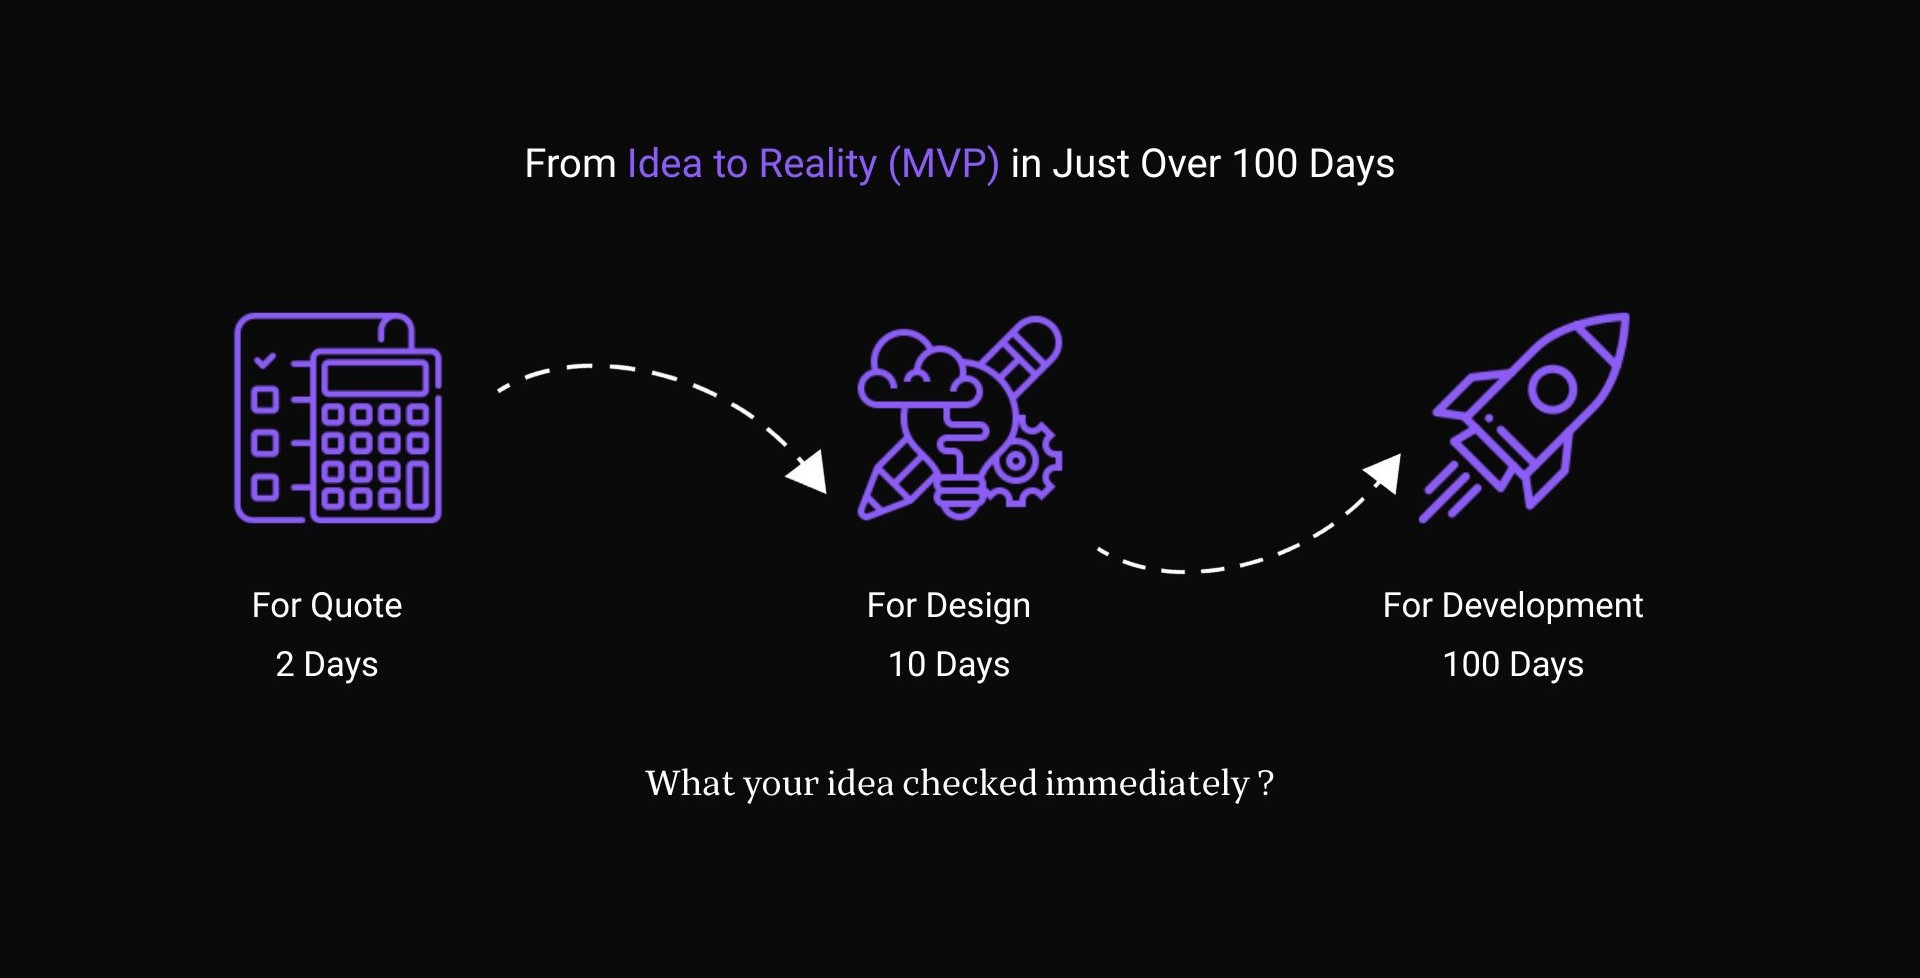 From Idea to Reality (MVP) in Just Over 100 Days
For Quote
2 Days
For Design
10 Days
For Development
100 Days
What your idea checked immediately ?